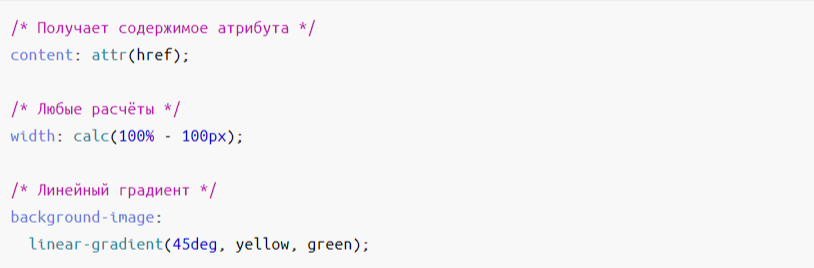 /* Получает содержимое атрибута */
content: attr(href);
/* Любые расчёты */
width: calc(100% - 100px);
/* Линейный градиент */
background-image:
linear-gradient(45deg, yellow, green);